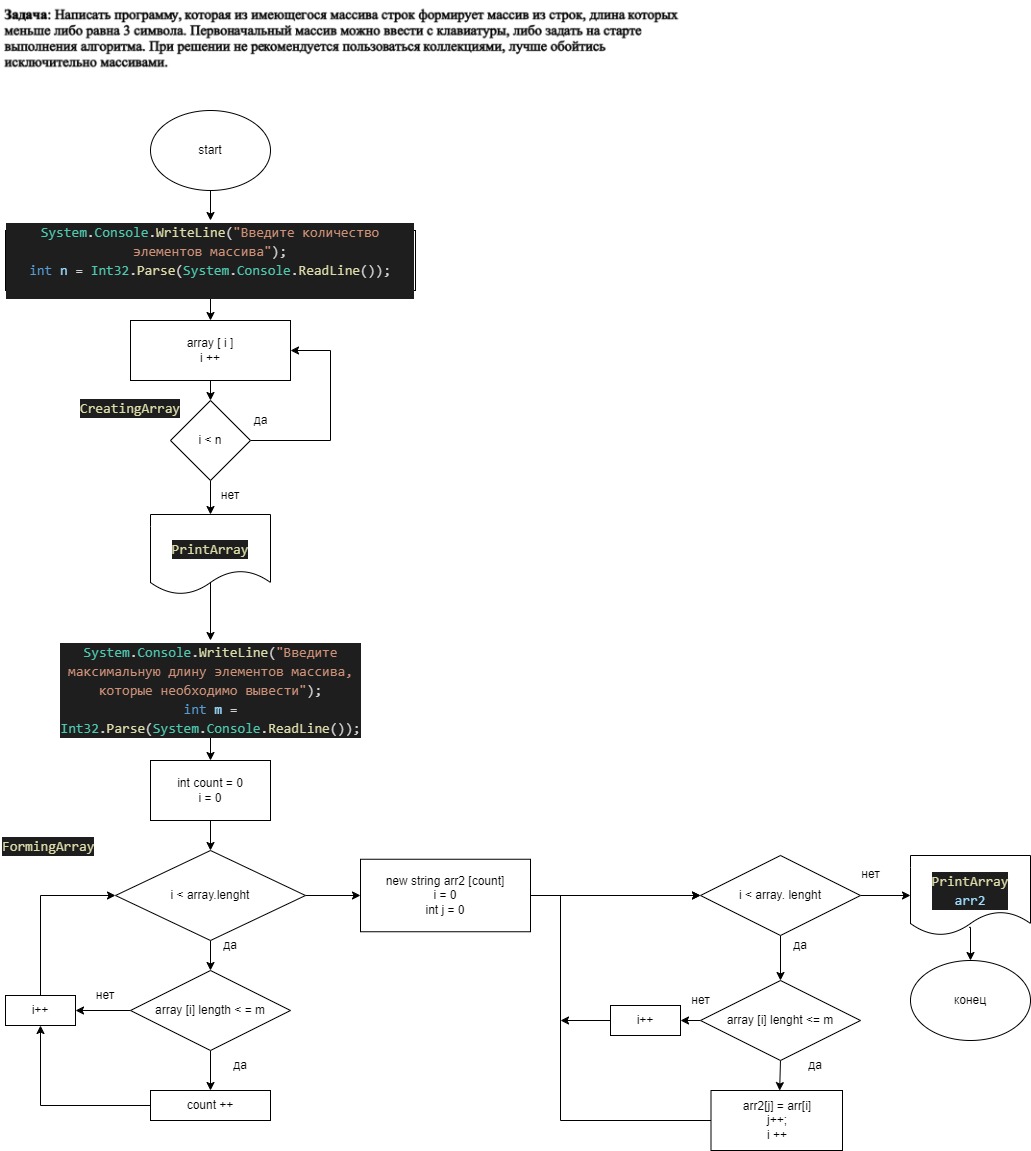 Задача: Написать программу, которая из имеющегося массива строк формирует массив из строк, длина которых
меньше либо равна 3 символа. Первоначальный массив можно ввести с клавиатуры, либо задать на старте
выполнения алгоритма. При решении не рекомендуется пользоваться коллекциями, лучше обойтись
исключительно массивами.
start
System.Console.WriteLine("Введите количество
элементов массива");
int n = Int32.Parse(System.Console.ReadLine());
array [ i ]
i ++
CreatingArray
да
i < n
нет
PrintArray
System.Console.WriteLine("Введите
максимальную длину элементов массива,
которые необходимо вывести");
int m =
Int32.Parse(System.Console.ReadLine());
int count = 0
i = 0
FormingArray
i < array.lenght
да
array [i] length < = m
нет
i++
да
count ++
new string arr2 [count]
i = 0
int j = 0
i < array. lenght
нет
да
array [i] lenght <= m
нет
i++
да
arr2[j] = arr[i]
j++;
i ++
PrintArray
arr2
конец